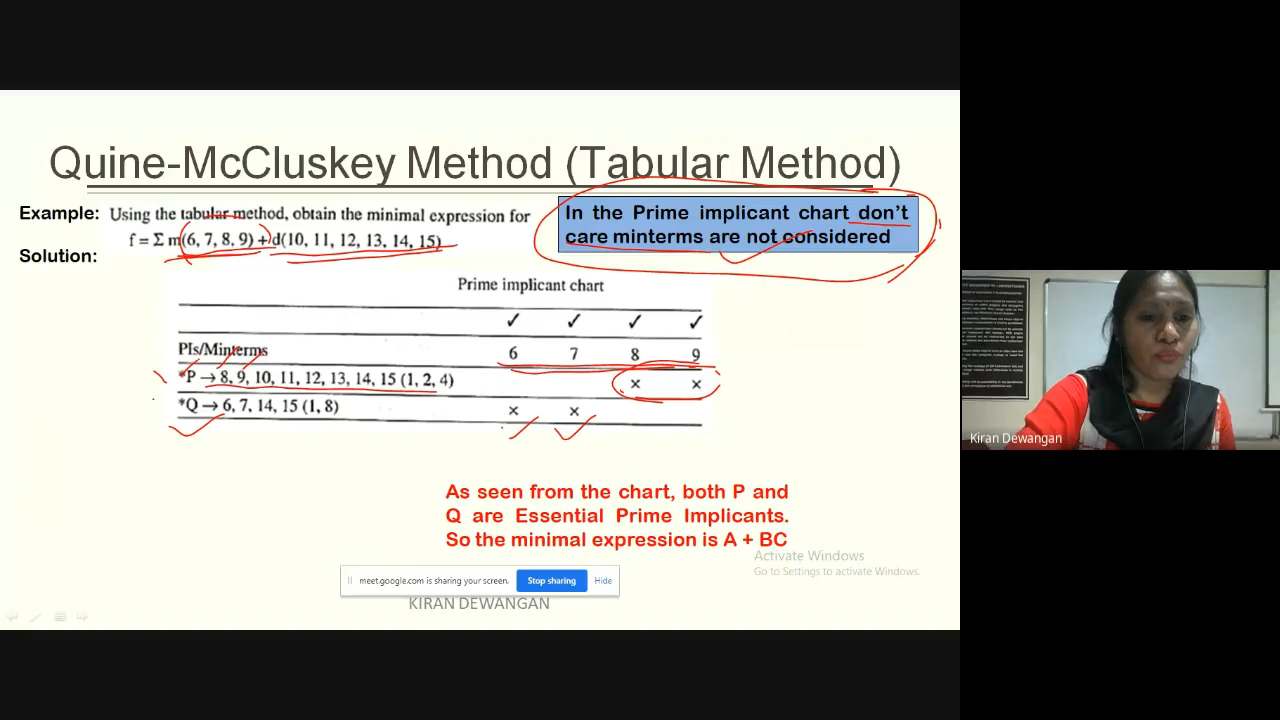 Quine-McCluskey Method (Tabular Method)
Example: Using the tabular method, obtain the minimal expression for
f = Σ m(6, 7, 8, 9) + d(10, 11, 12, 13, 14, 15)
In the Prime implicant chart don't
care minterms are not considered
Solution:
Prime implicant chart
✓ ✓ ✓ ✓
PIs/Minterms 6 7 8 9
*P → 8, 9, 10, 11, 12, 13, 14, 15 (1, 2, 4) × ×
*Q → 6, 7, 14, 15 (1, 8) × ×
As seen from the chart, both P and
Q are Essential Prime Implicants.
So the minimal expression is A + BC
Activate Windows
Go to Settings to activate Windows.
meet.google.com is sharing your screen. Stop sharing Hide
KIRAN DEWANGAN
Kiran Dewangan